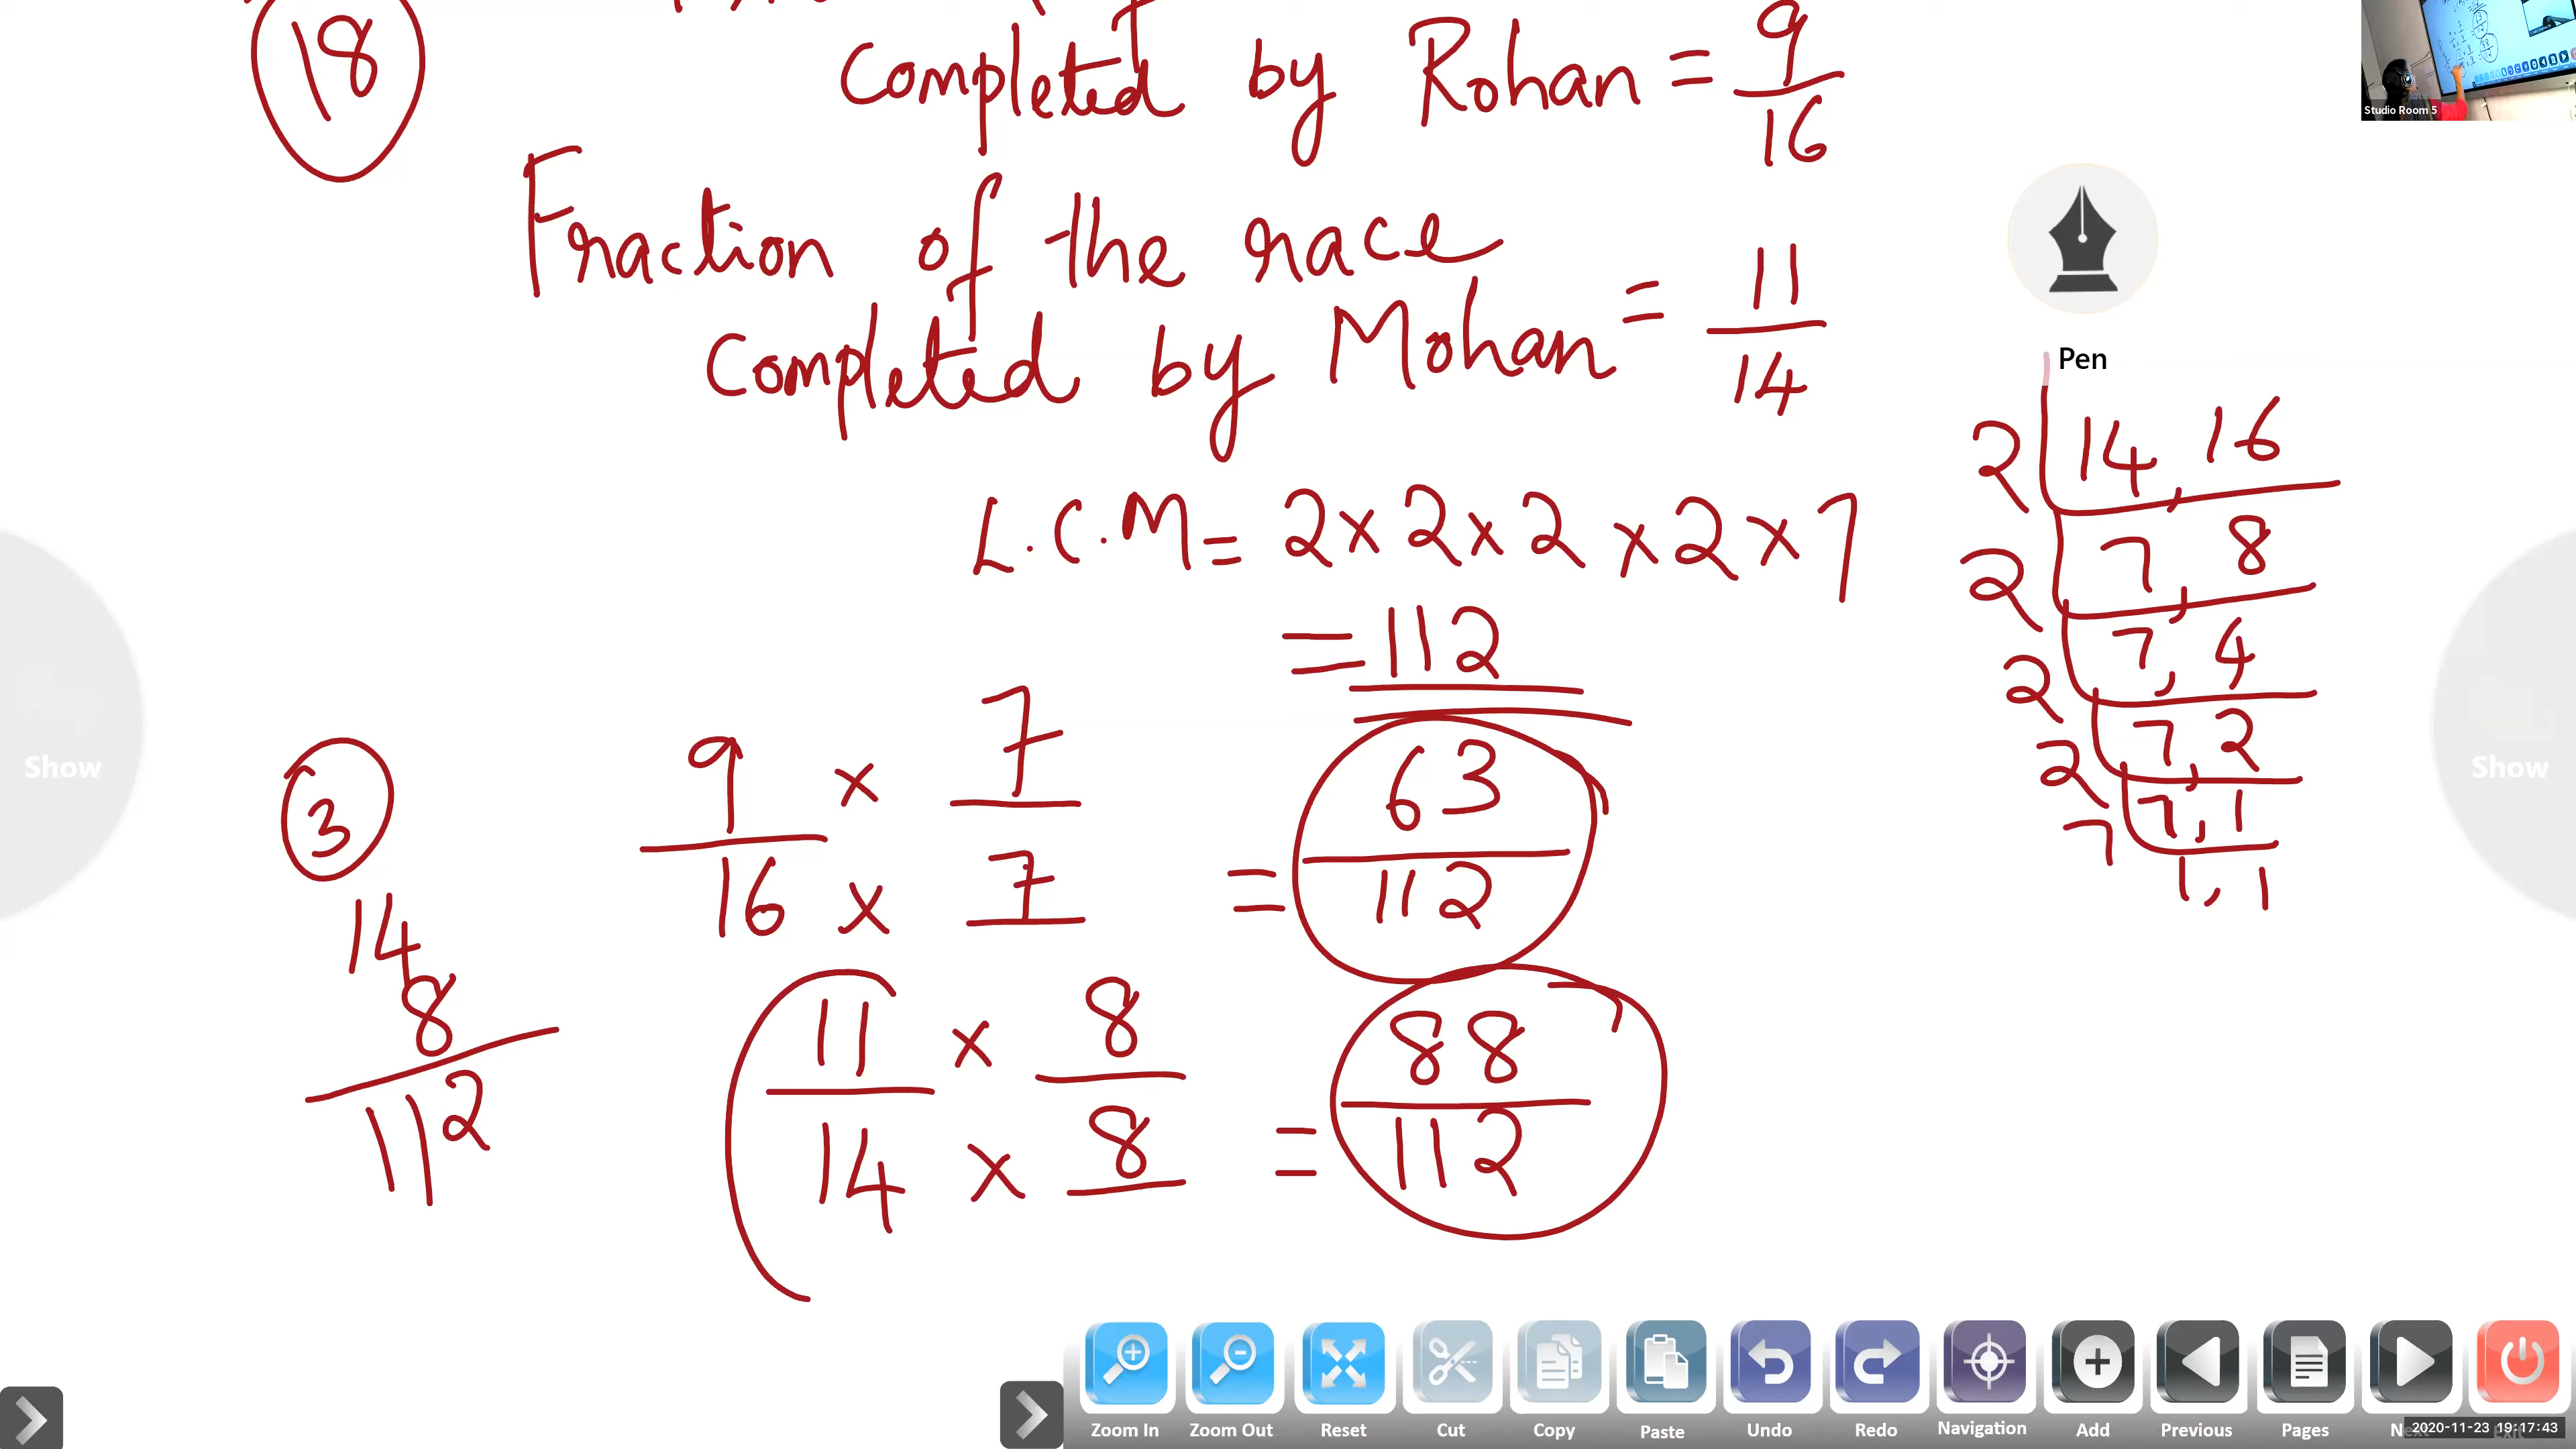 18
Completed by Rohan = 9/16
Fraction of the race
Completed by Mohan = 11/14
L.C.M = 2 x 2 x 2 x 2 x 7
= 112
2 | 14, 16
2 | 7, 8
2 | 7, 4
2 | 7, 2
7 | 7, 1
1, 1
3
14
8
112
9 x 7
16 x 7
= 63/112
11 x 8
14 x 8
= 88/112
Pen
Studio Room 5
Show
Show
Zoom In
Zoom Out
Reset
Cut
Copy
Paste
Undo
Redo
Navigation
Add
Previous
Pages
2020-11-23 19:17:43